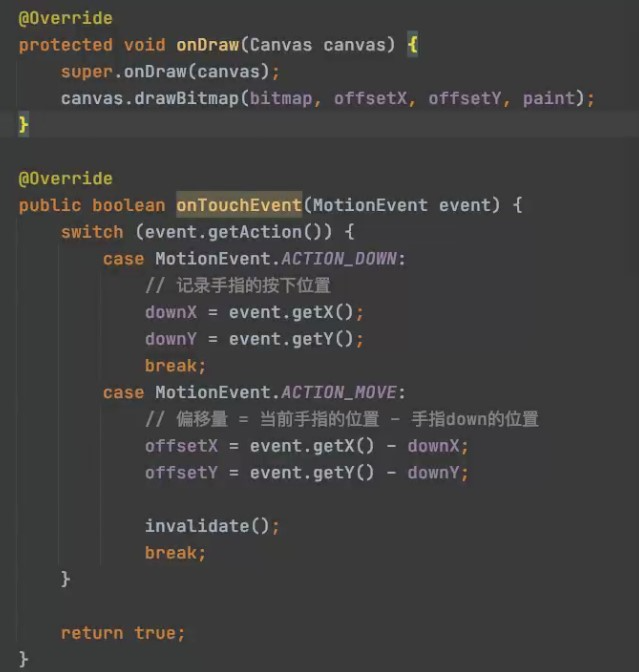 @Override
protected void onDraw(Canvas canvas) {
    super.onDraw(canvas);
    canvas.drawBitmap(bitmap, offsetX, offsetY, paint);
}
@Override
public boolean onTouchEvent(MotionEvent event) {
    switch (event.getAction()) {
        case MotionEvent.ACTION_DOWN:
            // 记录手指的按下位置
            downX = event.getX();
            downY = event.getY();
            break;
        case MotionEvent.ACTION_MOVE:
            // 偏移量 = 当前手指的位置 - 手指down的位置
            offsetX = event.getX() - downX;
            offsetY = event.getY() - downY;
            invalidate();
            break;
    }
    return true;
}